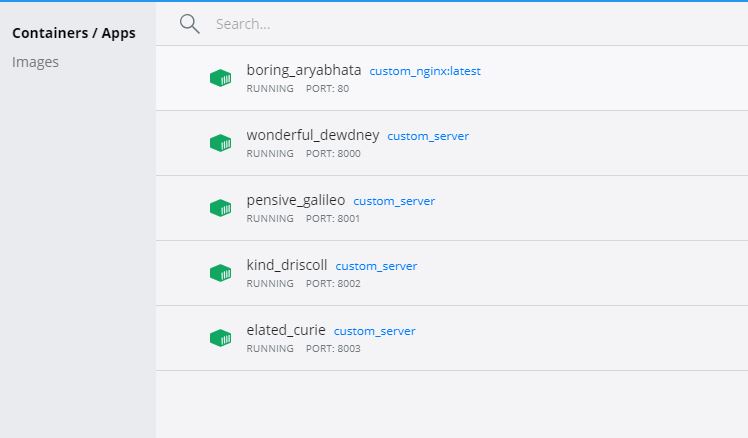 Containers / Apps
Images
Search...
boring_aryabhata custom_nginx:latest
RUNNING PORT: 80
wonderful_dewdney custom_server
RUNNING PORT: 8000
pensive_galileo custom_server
RUNNING PORT: 8001
kind_driscoll custom_server
RUNNING PORT: 8002
elated_curie custom_server
RUNNING PORT: 8003